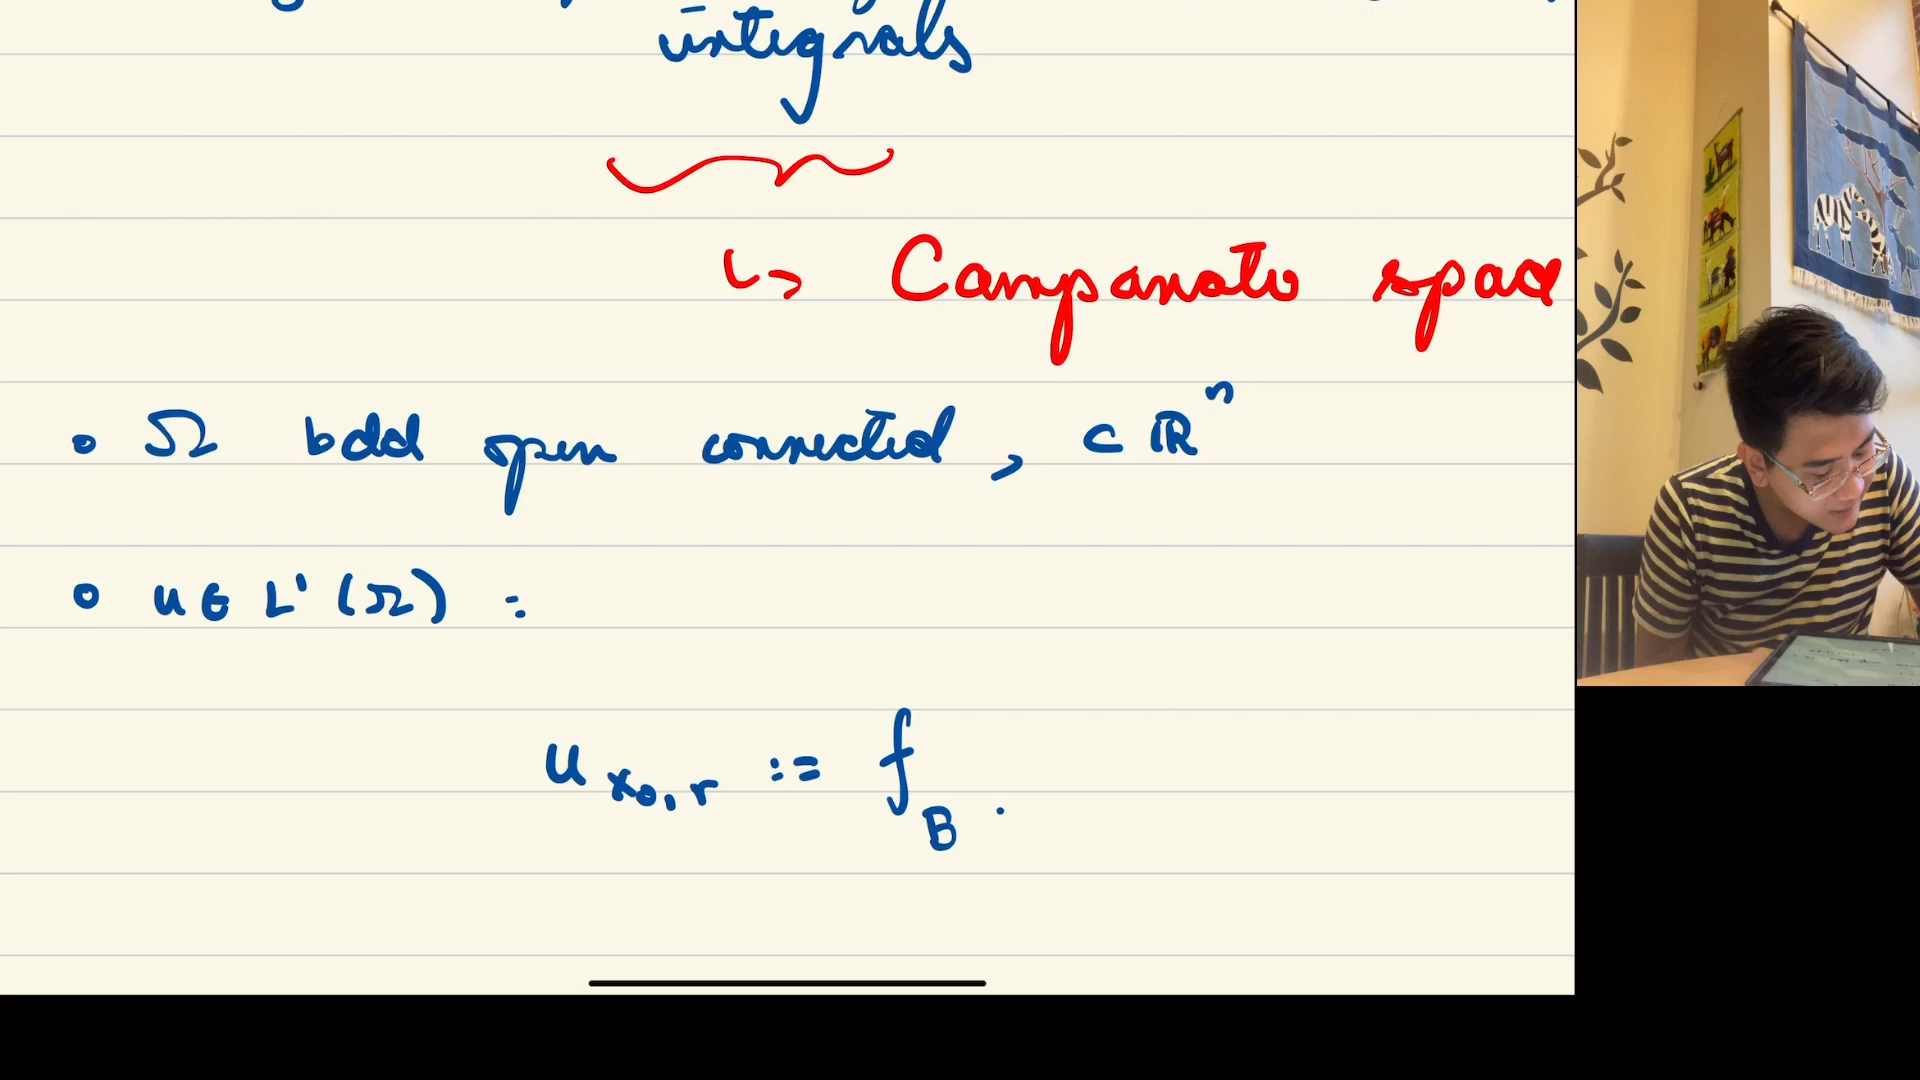 integrals
↳ Campanato space
• Ω bdd open connected, ⊂ ℝⁿ
• u ∈ L¹(Ω) :
u_{x₀,r} := ⨍_B